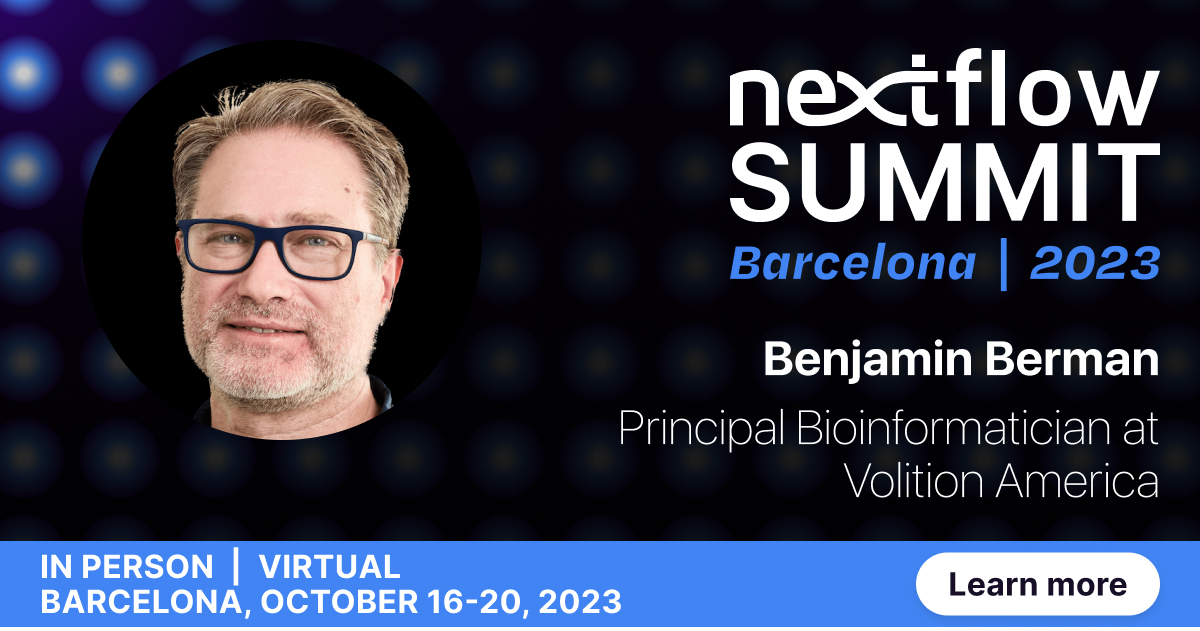 nextflow
SUMMIT
Barcelona | 2023
Benjamin Berman
Principal Bioinformatician at
Volition America
IN PERSON | VIRTUAL
BARCELONA, OCTOBER 16-20, 2023
Learn more